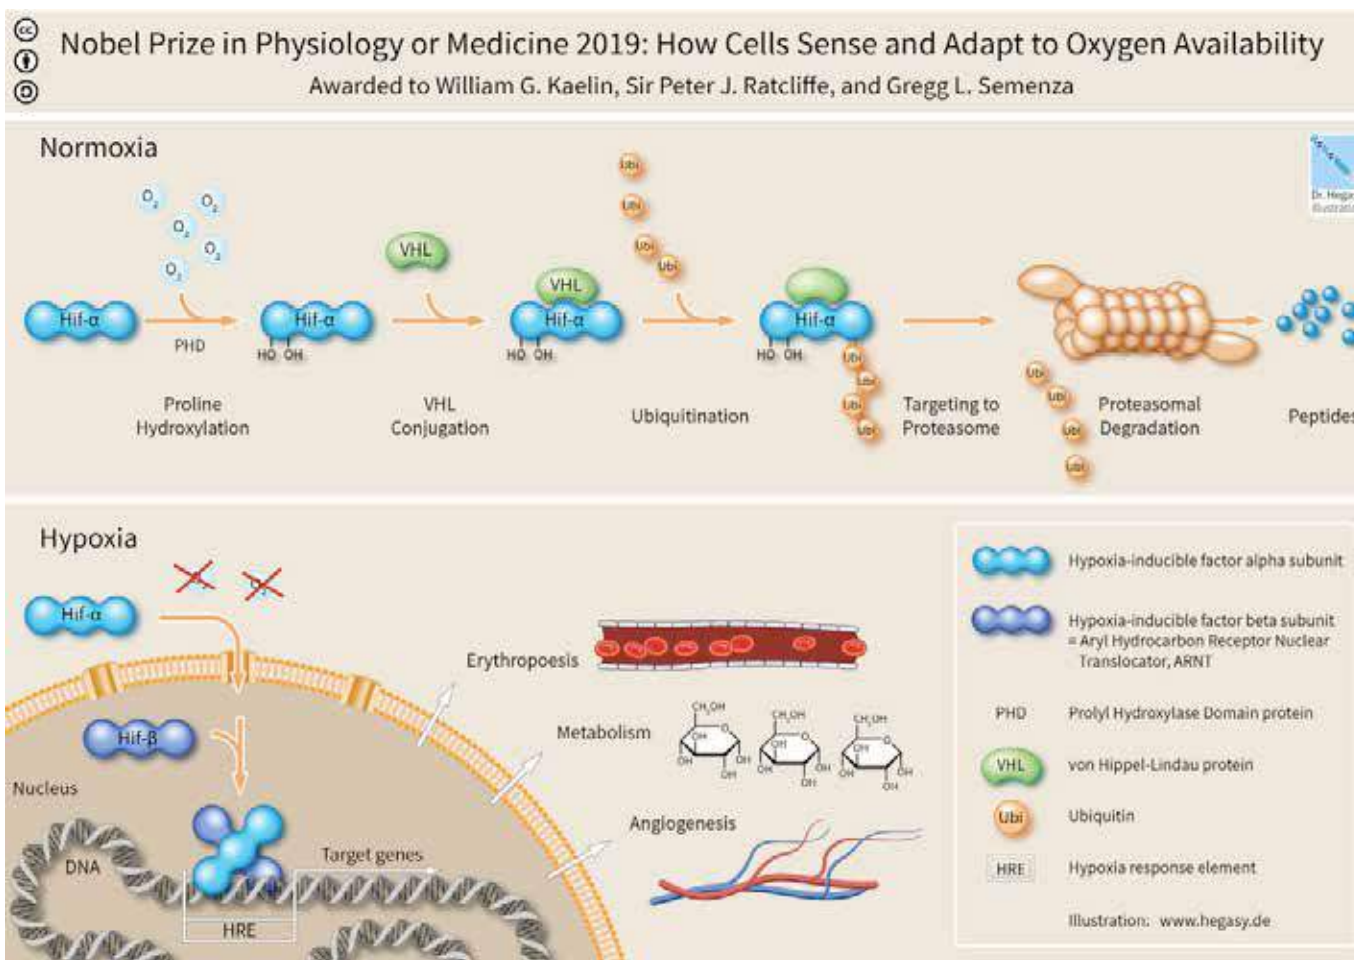 Nobel Prize in Physiology or Medicine 2019: How Cells Sense and Adapt to Oxygen Availability
Awarded to William G. Kaelin, Sir Peter J. Ratcliffe, and Gregg L. Semenza
Normoxia
O2
O2
O2
O2
O2
Hif-α
PHD
Proline
Hydroxylation
Hif-α
HO OH
VHL
VHL
Conjugation
VHL
Hif-α
HO OH
Ubi
Ubi
Ubi
Ubi
Ubiquitination
Hif-α
HO OH
Ubi
Ubi
Ubi
Ubi
Targeting to
Proteasome
Ubi
Ubi
Ubi
Ubi
Proteasomal
Degradation
Peptides
Dr. Hegasy
Hypoxia
Hif-α
Hif-β
Nucleus
DNA
Target genes
HRE
Erythropoesis
Metabolism
CH2OH
O
OH
OH
OH
OH
CH2OH
O
OH
OH
OH
OH
CH2OH
O
OH
OH
OH
OH
Angiogenesis
Hypoxia-inducible factor alpha subunit
Hypoxia-inducible factor beta subunit
= Aryl Hydrocarbon Receptor Nuclear
Translocator, ARNT
PHD Prolyl Hydroxylase Domain protein
VHL von Hippel-Lindau protein
Ubi Ubiquitin
HRE Hypoxia response element
Illustration: www.hegasy.de